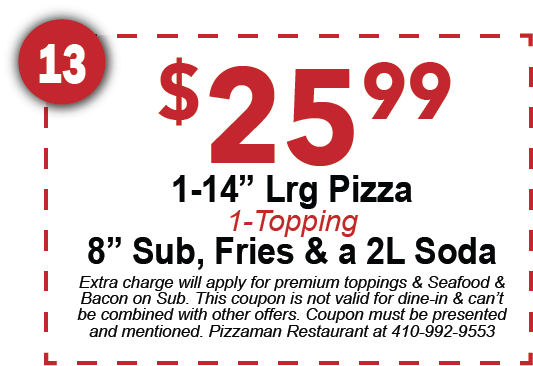 13
$25.99
1-14” Lrg Pizza
1-Topping
8” Sub, Fries & a 2L Soda
Extra charge will apply for premium toppings & Seafood &
Bacon on Sub. This coupon is not valid for dine-in & can’t
be combined with other offers. Coupon must be presented
and mentioned. Pizzaman Restaurant at 410-992-9553